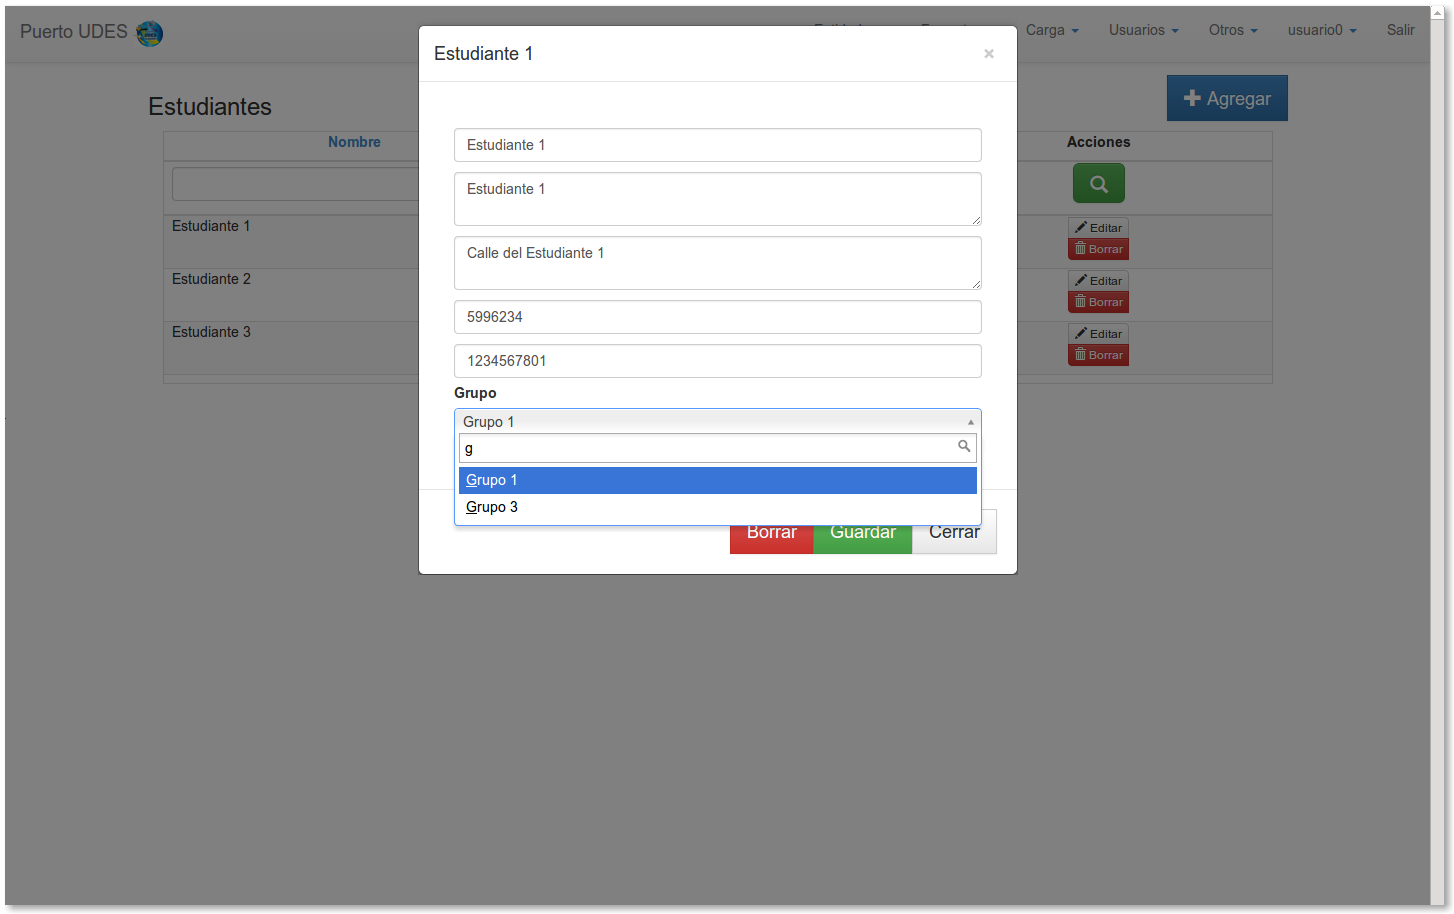 Puerto UDES
Carga
Usuarios
Otros
usuario0
Salir
Estudiante 1
×
Estudiantes
Agregar
Nombre
Acciones
Estudiante 1
Editar
Borrar
Estudiante 2
Editar
Borrar
Estudiante 3
Editar
Borrar
Estudiante 1
Estudiante 1
Calle del Estudiante 1
5996234
1234567801
Grupo
Grupo 1
g
Grupo 1
Grupo 3
Borrar
Guardar
Cerrar